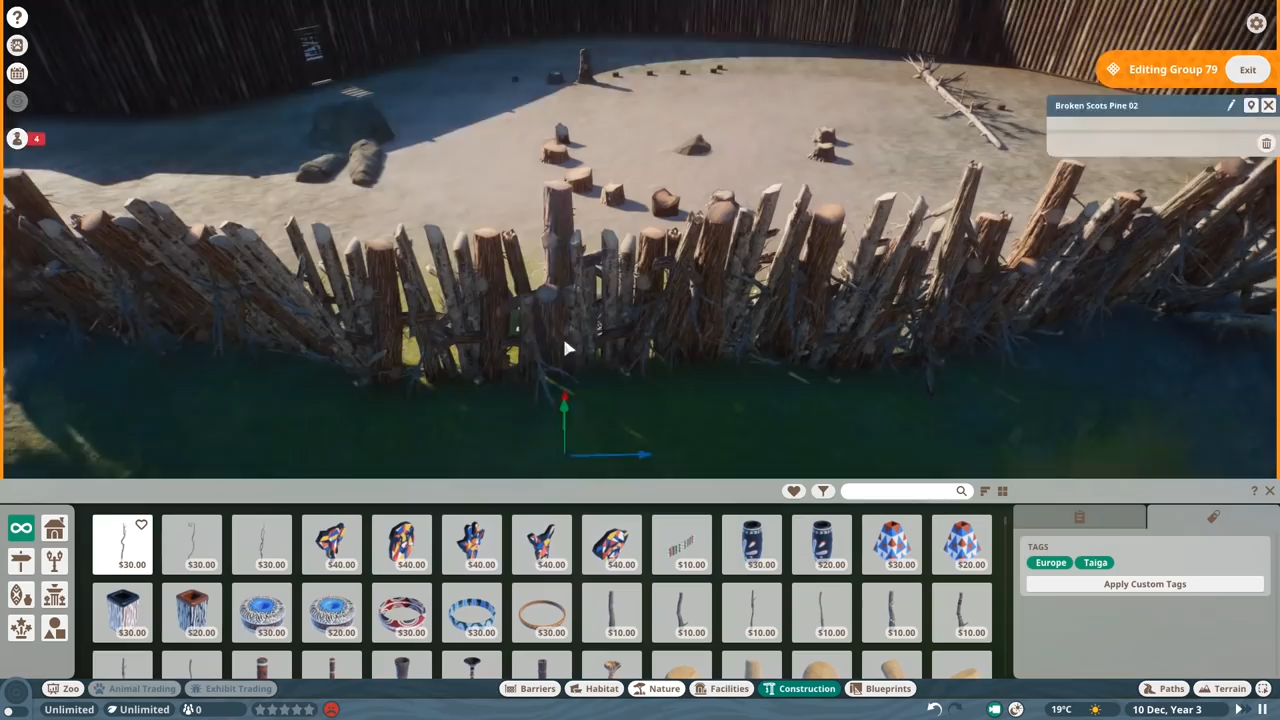 ?
Editing Group 79 Exit
Broken Scots Pine 02
4
?
$30.00 $30.00 $30.00 $40.00 $40.00 $40.00 $40.00 $40.00 $10.00 $30.00 $20.00 $30.00 $20.00
TAGS
Europe Taiga
Apply Custom Tags
$30.00 $20.00 $30.00 $20.00 $30.00 $30.00 $30.00 $10.00 $10.00 $10.00 $10.00 $10.00 $10.00
Zoo Animal Trading Exhibit Trading Barriers Habitat Nature Facilities Construction Blueprints Paths Terrain
Unlimited Unlimited 0 19°C 10 Dec, Year 3